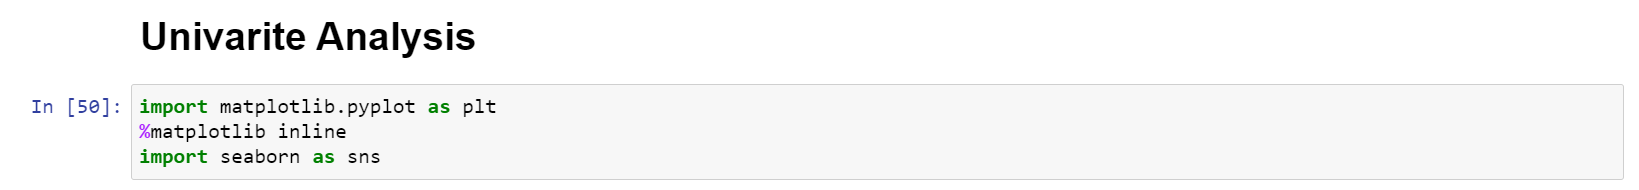 Univarite Analysis
In [50]: import matplotlib.pyplot as plt
%matplotlib inline
import seaborn as sns